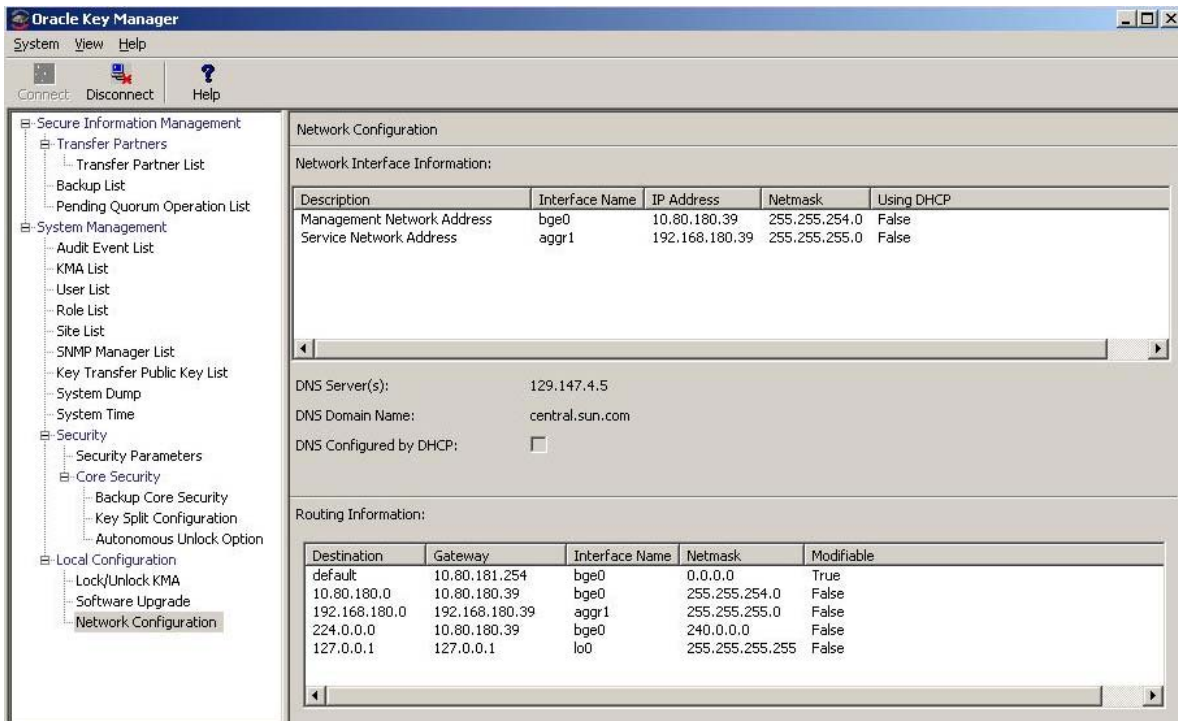 Oracle Key Manager
System View Help
Connect Disconnect Help
Secure Information Management
Transfer Partners
Transfer Partner List
Backup List
Pending Quorum Operation List
System Management
Audit Event List
KMA List
User List
Role List
Site List
SNMP Manager List
Key Transfer Public Key List
System Dump
System Time
Security
Security Parameters
Core Security
Backup Core Security
Key Split Configuration
Autonomous Unlock Option
Local Configuration
Lock/Unlock KMA
Software Upgrade
Network Configuration
Network Configuration
Network Interface Information:
Description Interface Name IP Address Netmask Using DHCP
Management Network Address bge0 10.80.180.39 255.255.254.0 False
Service Network Address aggr1 192.168.180.39 255.255.255.0 False
DNS Server(s): 129.147.4.5
DNS Domain Name: central.sun.com
DNS Configured by DHCP:
Routing Information:
Destination Gateway Interface Name Netmask Modifiable
default 10.80.181.254 bge0 0.0.0.0 True
10.80.180.0 10.80.180.39 bge0 255.255.254.0 False
192.168.180.0 192.168.180.39 aggr1 255.255.255.0 False
224.0.0.0 10.80.180.39 bge0 240.0.0.0 False
127.0.0.1 127.0.0.1 lo0 255.255.255.255 False